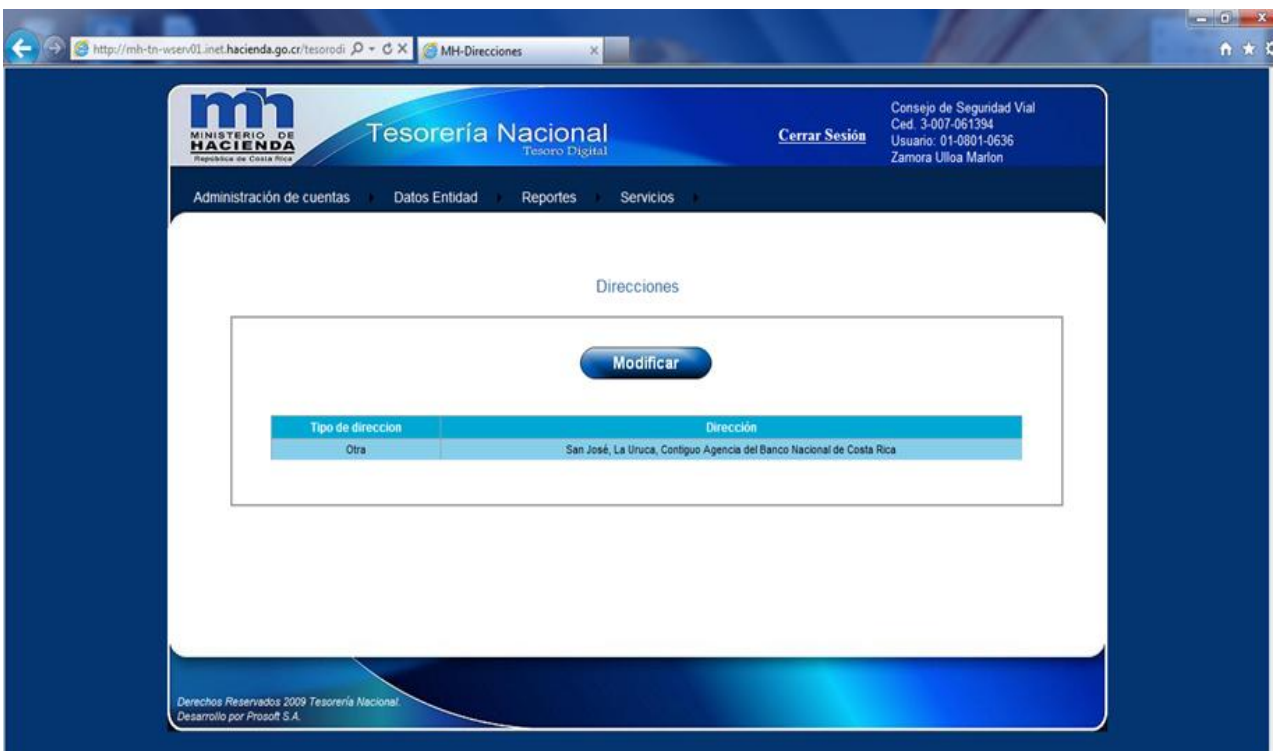 http://mh-tn-wserv01.inet.hacienda.go.cr/tesorodi
MH-Direcciones
mh
MINISTERIO DE
HACIENDA
República de Costa Rica
Tesorería Nacional
Tesoro Digital
Cerrar Sesión
Consejo de Seguridad Vial
Ced. 3-007-061394
Usuario: 01-0801-0636
Zamora Ulloa Marlon
Administración de cuentas Datos Entidad Reportes Servicios
Direcciones
Modificar
Tipo de direccion Dirección
Otra San José, La Uruca, Contiguo Agencia del Banco Nacional de Costa Rica
Derechos Reservados 2009 Tesorería Nacional.
Desarrollo por Prosoft S.A.